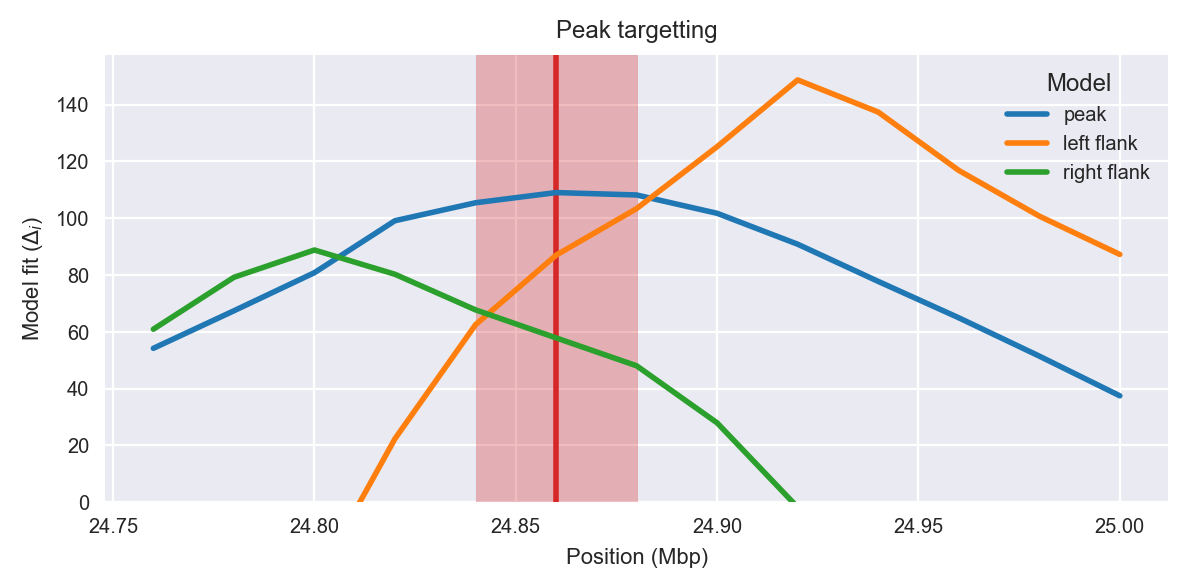 Peak targetting
Model
peak
left flank
right flank
Model fit (Δi)
140
120
100
80
60
40
20
0
24.75
24.80
24.85
24.90
24.95
25.00
Position (Mbp)